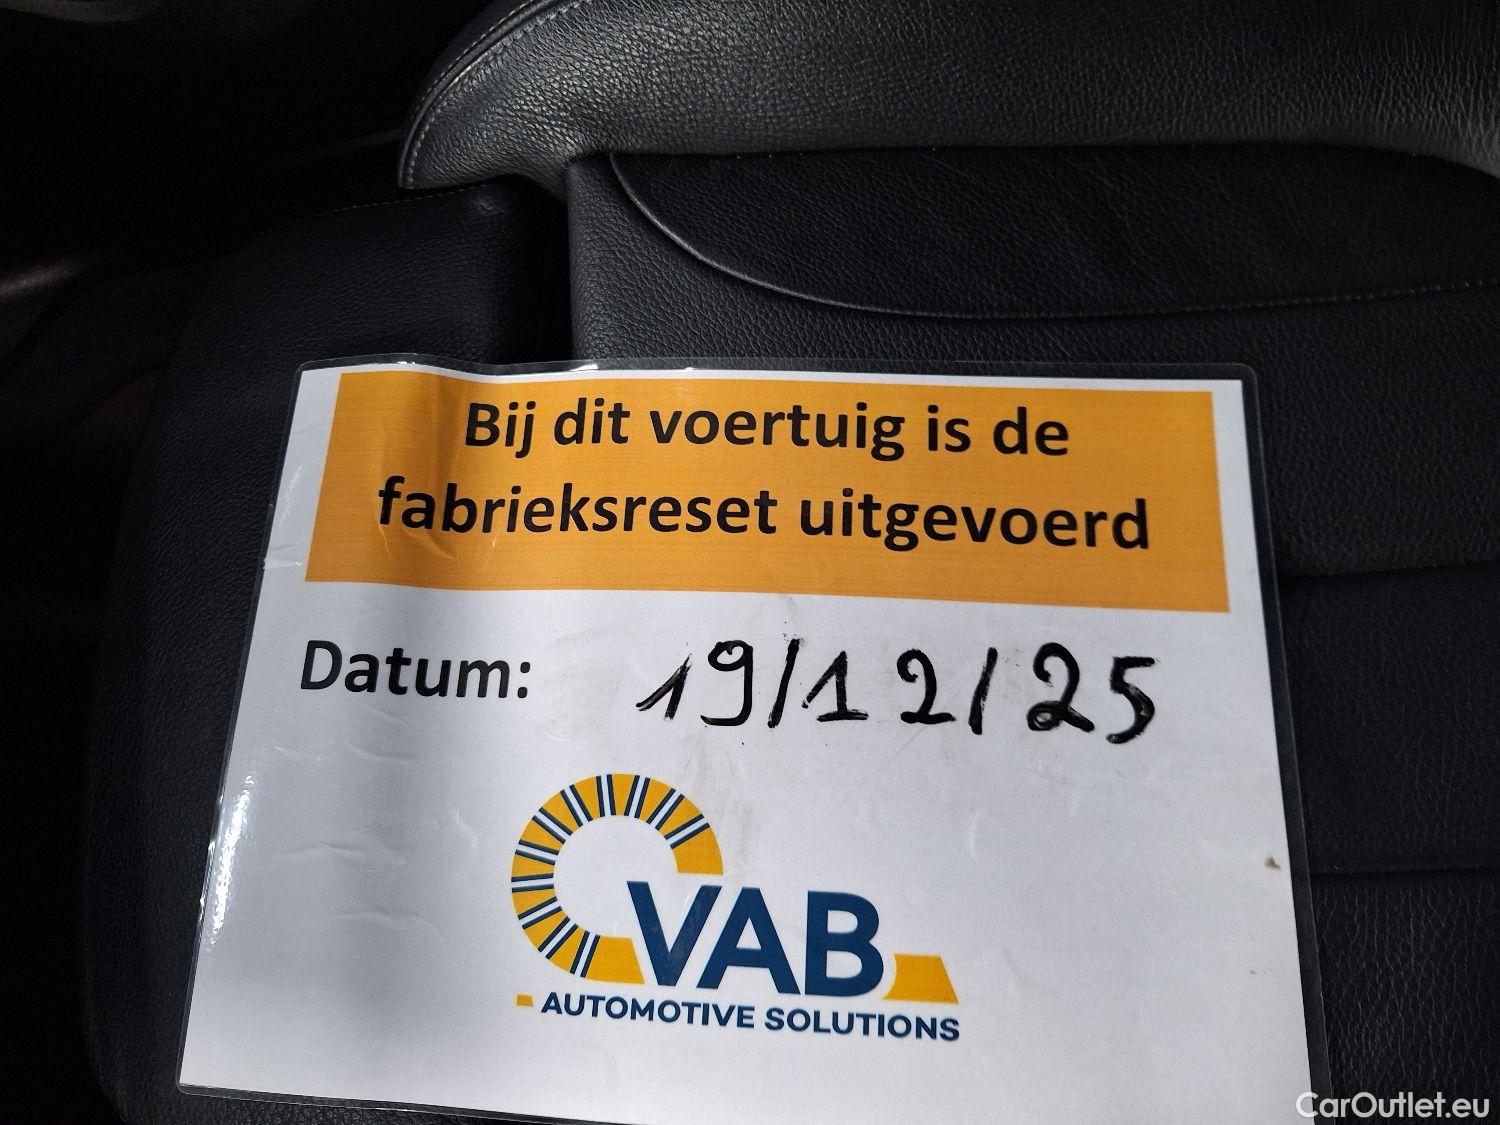 Bij dit voertuig is de
fabrieksreset uitgevoerd
Datum: 19/12/25
VAB
AUTOMOTIVE SOLUTIONS
CarOutlet.eu